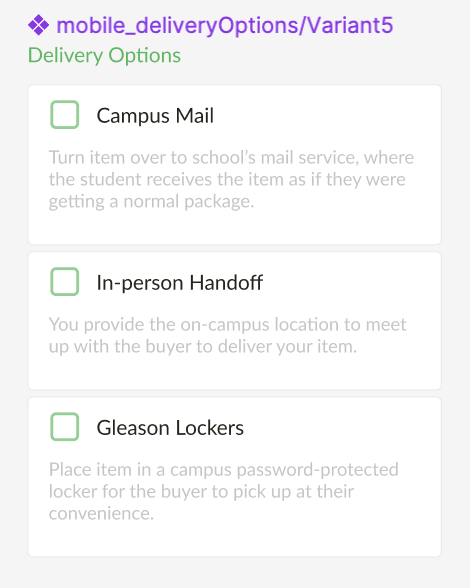 mobile_deliveryOptions/Variant5
Delivery Options
Campus Mail
Turn item over to school’s mail service, where
the student receives the item as if they were
getting a normal package.
In-person Handoff
You provide the on-campus location to meet
up with the buyer to deliver your item.
Gleason Lockers
Place item in a campus password-protected
locker for the buyer to pick up at their
convenience.